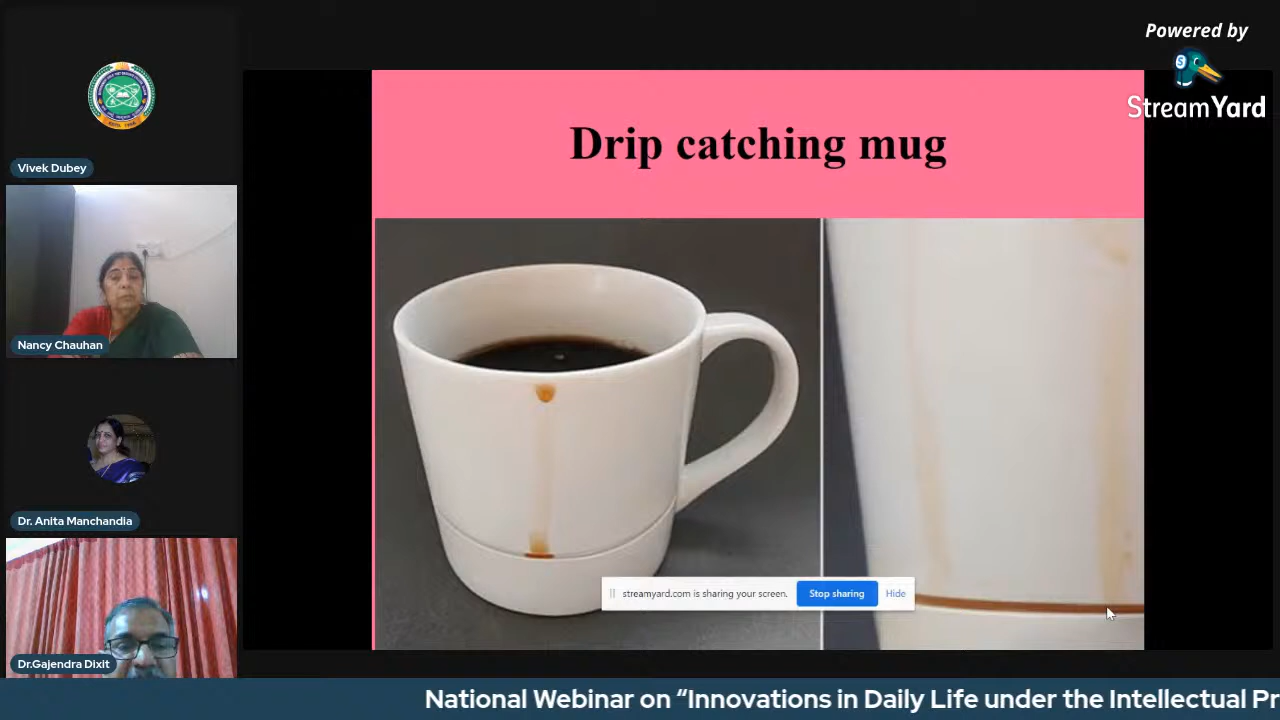 Powered by
StreamYard
Vivek Dubey
Nancy Chauhan
Dr. Anita Manchandia
Dr.Gajendra Dixit
Drip catching mug
streamyard.com is sharing your screen.
Stop sharing
Hide
National Webinar on “Innovations in Daily Life under the Intellectual Pr